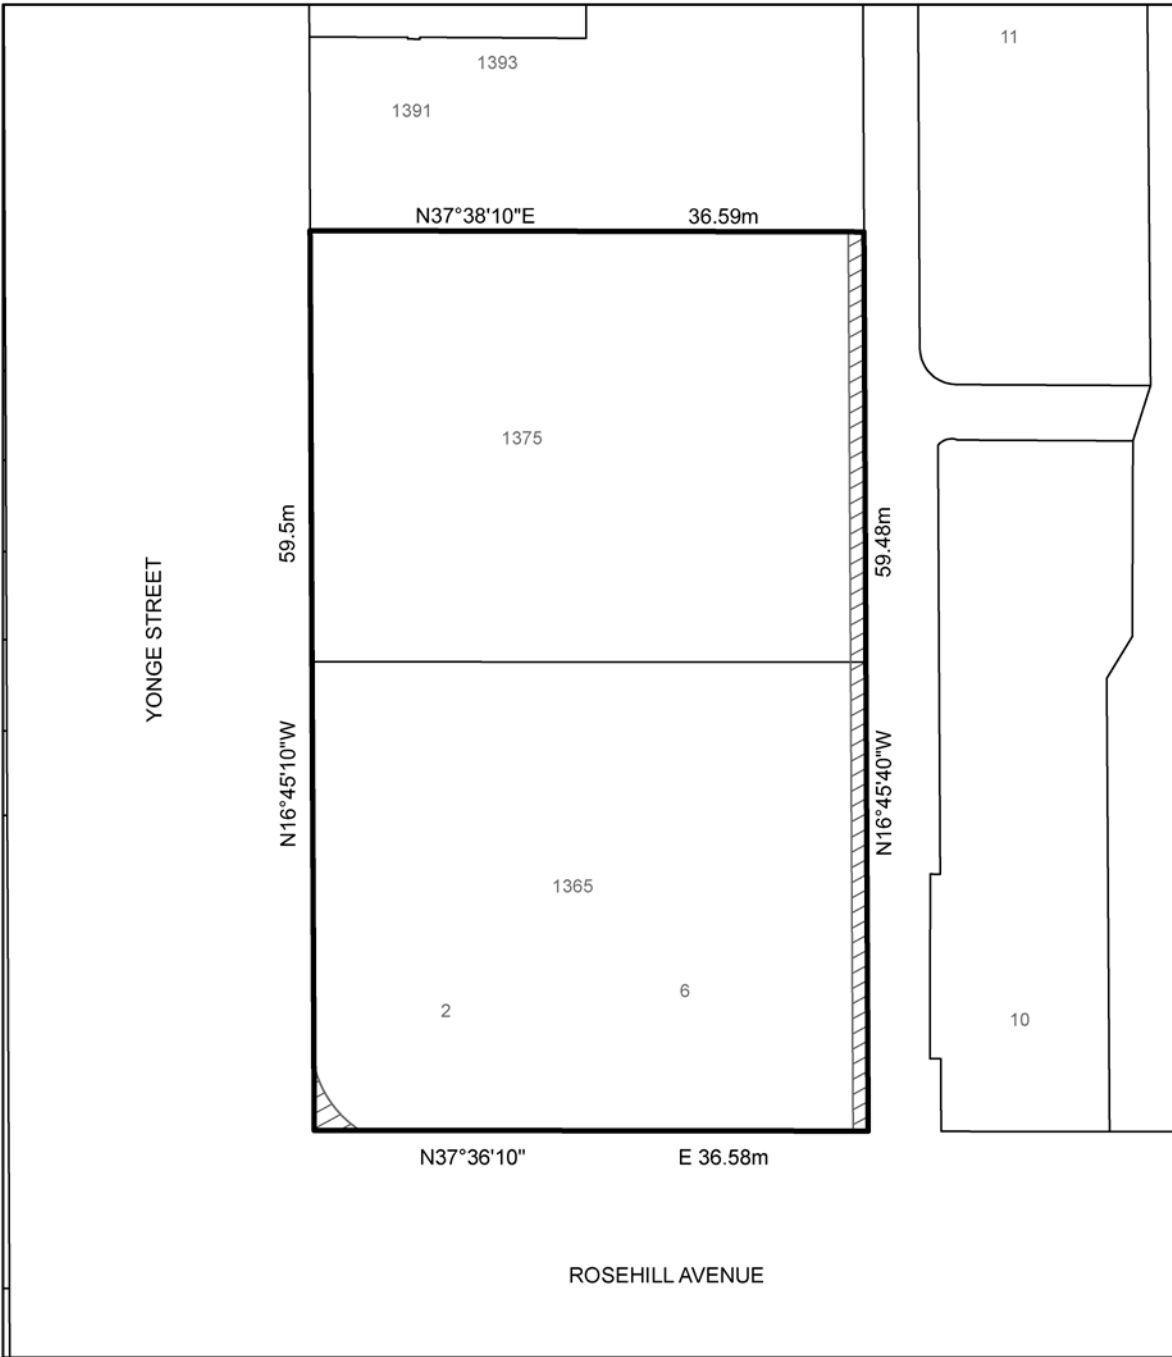 11
1393
1391
N37°38'10"E 36.59m
1375
59.5m
59.48m
YONGE STREET
N16°45'10"W
N16°45'40"W
1365
6
2
10
N37°36'10" E 36.58m
ROSEHILL AVENUE